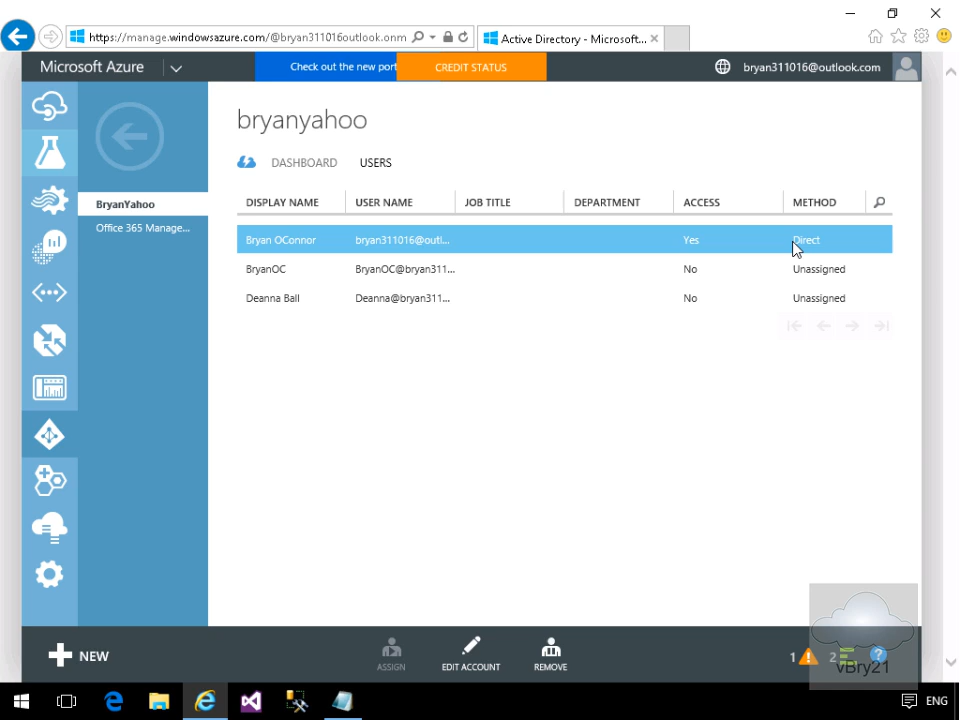 https://manage.windowsazure.com/@bryan311016outlook.onm
Active Directory - Microsoft...
Microsoft Azure
Check out the new port
CREDIT STATUS
bryan311016@outlook.com
bryanyahoo
DASHBOARD
USERS
BryanYahoo
Office 365 Manage...
DISPLAY NAME
USER NAME
JOB TITLE
DEPARTMENT
ACCESS
METHOD
Bryan OConnor
bryan311016@outl...
Yes
Direct
BryanOC
BryanOC@bryan311...
No
Unassigned
Deanna Ball
Deanna@bryan311...
No
Unassigned
NEW
ASSIGN
EDIT ACCOUNT
REMOVE
1
2
?
vBry21
ENG